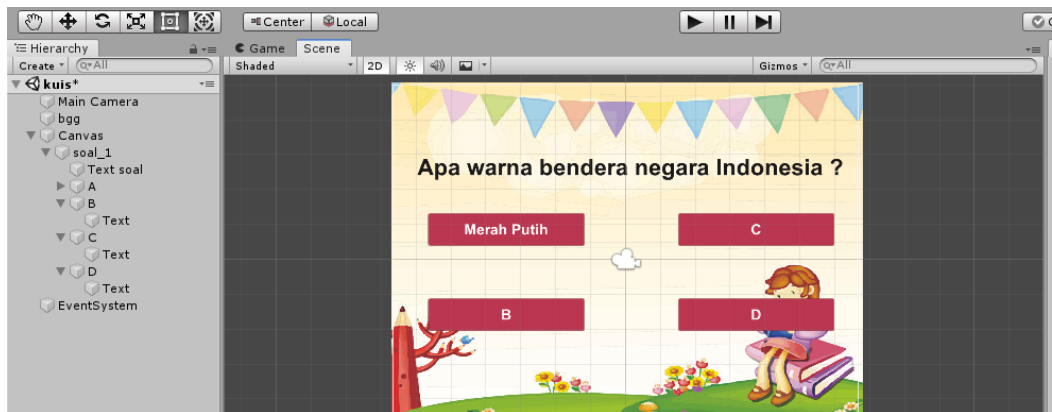 Center Local
Hierarchy
Game Scene
Create All
Shaded 2D Gizmos All
kuis*
Main Camera
bgg
Canvas
soal_1
Text soal
A
B
Text
C
Text
D
Text
EventSystem
Apa warna bendera negara Indonesia ?
Merah Putih C
B D